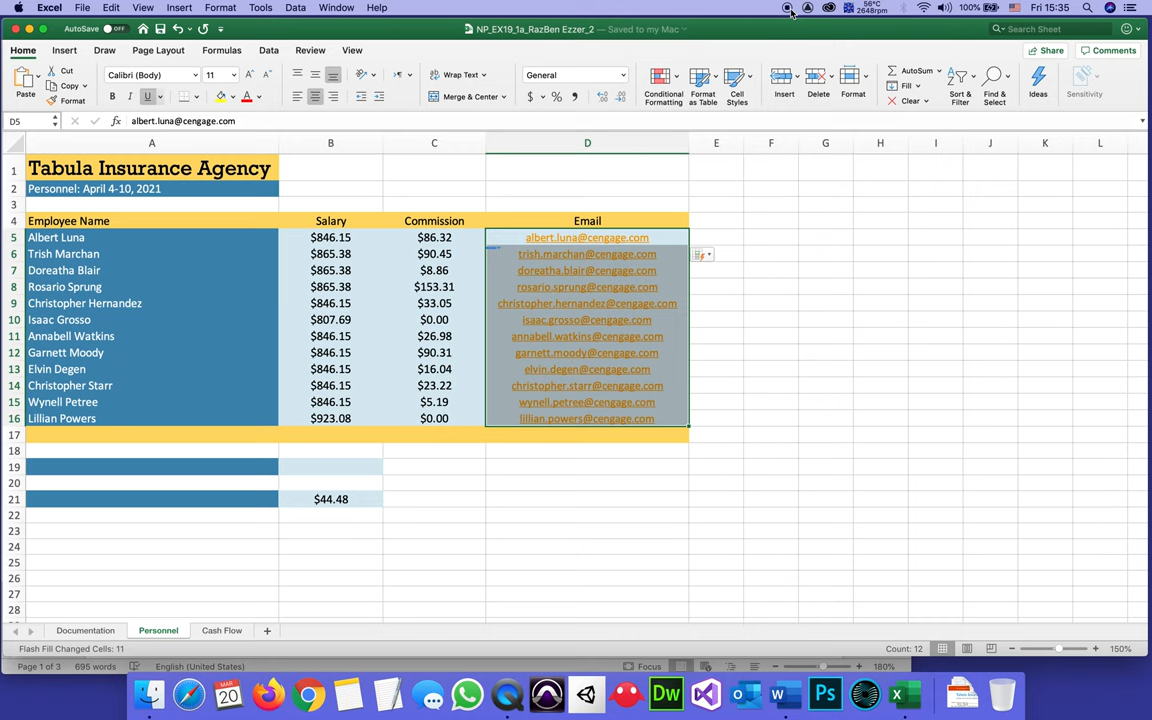 Excel File Edit View Insert Format Tools Data Window Help 56°C 2648rpm 100% Fri 15:35
AutoSave OFF NP_EX19_1a_RazBen Ezzer_2 — Saved to my Mac Search Sheet
Home Insert Draw Page Layout Formulas Data Review View Share Comments
Paste Cut Copy Format
Calibri (Body) 11 Wrap Text General
B I U Merge & Center $ % Conditional Formatting Format as Table Cell Styles Insert Delete Format
AutoSum Fill Clear Sort & Filter Find & Select Ideas Sensitivity
D5 fx albert.luna@cengage.com
A B C D E F G H I J K L
1 Tabula Insurance Agency
2 Personnel: April 4-10, 2021
3
4 Employee Name Salary Commission Email
5 Albert Luna $846.15 $86.32 albert.luna@cengage.com
6 Trish Marchan $865.38 $90.45 trish.marchan@cengage.com
7 Doreatha Blair $865.38 $8.86 doreatha.blair@cengage.com
8 Rosario Sprung $865.38 $153.31 rosario.sprung@cengage.com
9 Christopher Hernandez $846.15 $33.05 christopher.hernandez@cengage.com
10 Isaac Grosso $807.69 $0.00 isaac.grosso@cengage.com
11 Annabell Watkins $846.15 $26.98 annabell.watkins@cengage.com
12 Garnett Moody $846.15 $90.31 garnett.moody@cengage.com
13 Elvin Degen $846.15 $16.04 elvin.degen@cengage.com
14 Christopher Starr $846.15 $23.22 christopher.starr@cengage.com
15 Wynell Petree $846.15 $5.19 wynell.petree@cengage.com
16 Lillian Powers $923.08 $0.00 lillian.powers@cengage.com
17
18
19
20
21 $44.48
22
23
24
25
26
27
28
Documentation Personnel Cash Flow +
Flash Fill Changed Cells: 11 Count: 12 150%
Page 1 of 3 695 words English (United States) Focus 180%
MAR 20 Dw Ps